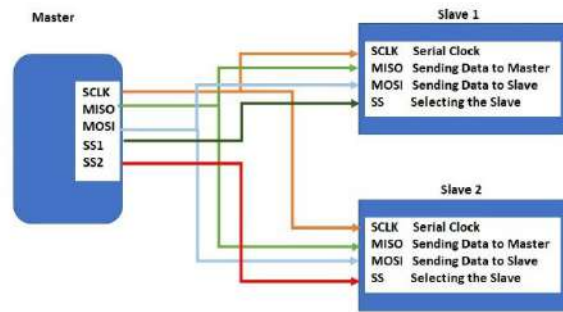 Master
SCLK
MISO
MOSI
SS1
SS2
Slave 1
SCLK Serial Clock
MISO Sending Data to Master
MOSI Sending Data to Slave
SS Selecting the Slave
Slave 2
SCLK Serial Clock
MISO Sending Data to Master
MOSI Sending Data to Slave
SS Selecting the Slave